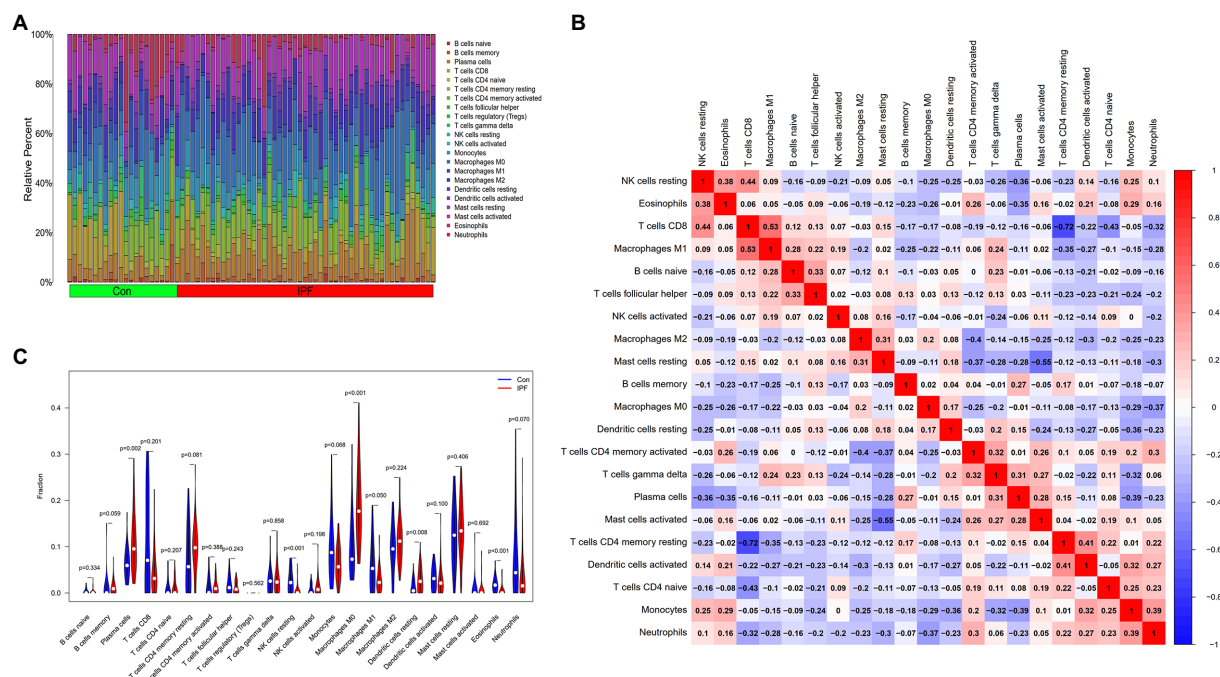 A
100%
80%
60%
40%
20%
0%
Relative Percent
Con
IPF
B cells naive
B cells memory
Plasma cells
T cells CD8
T cells CD4 naive
T cells CD4 memory resting
T cells CD4 memory activated
T cells follicular helper
T cells regulatory (Tregs)
T cells gamma delta
NK cells resting
NK cells activated
Monocytes
Macrophages M0
Macrophages M1
Macrophages M2
Dendritic cells resting
Dendritic cells activated
Mast cells resting
Mast cells activated
Eosinophils
Neutrophils
B
NK cells resting
Eosinophils
T cells CD8
Macrophages M1
B cells naive
T cells follicular helper
NK cells activated
Macrophages M2
Mast cells resting
B cells memory
Macrophages M0
Dendritic cells resting
T cells CD4 memory activated
T cells gamma delta
Plasma cells
Mast cells activated
T cells CD4 memory resting
Dendritic cells activated
T cells CD4 naive
Monocytes
Neutrophils
NK cells resting 1 0.38 0.44 0.09 −0.16 −0.09 −0.21 −0.09 0.05 −0.1 −0.25 −0.25 −0.03 −0.26 −0.36 −0.06 −0.23 0.14 −0.16 0.25 0.1
Eosinophils 0.38 1 0.06 0.05 −0.05 0.09 −0.06 −0.19 −0.12 −0.23 −0.26 −0.01 0.26 −0.06 −0.35 0.16 −0.02 0.21 −0.08 0.29 0.16
T cells CD8 0.44 0.06 1 0.53 0.12 0.13 0.07 −0.03 0.15 −0.17 −0.17 −0.08 −0.19 −0.12 −0.16 −0.06 −0.72 −0.22 −0.43 −0.05 −0.32
Macrophages M1 0.09 0.05 0.53 1 0.28 0.22 0.19 −0.2 0.02 −0.25 −0.22 −0.11 0.06 0.24 −0.11 0.02 −0.35 −0.27 −0.1 −0.15 −0.28
B cells naive −0.16 −0.05 0.12 0.28 1 0.33 0.07 −0.12 0.1 −0.1 −0.03 0.05 0 0.23 −0.01 −0.06 −0.13 −0.21 −0.02 −0.09 −0.16
T cells follicular helper −0.09 0.09 0.13 0.22 0.33 1 0.02 −0.03 0.08 0.13 0.03 0.13 −0.12 0.13 0.03 −0.11 −0.23 −0.23 −0.21 −0.24 −0.2
NK cells activated −0.21 −0.06 0.07 0.19 0.07 0.02 1 0.08 0.16 −0.17 −0.04 −0.06 −0.01 −0.24 −0.06 0.11 −0.12 −0.14 0.09 0 −0.2
Macrophages M2 −0.09 −0.19 −0.03 −0.2 −0.12 −0.03 0.08 1 0.31 0.03 0.2 0.08 −0.4 −0.14 −0.15 −0.25 −0.12 −0.3 −0.2 −0.25 −0.23
Mast cells resting 0.05 −0.12 0.15 0.02 0.1 0.08 0.16 0.31 1 −0.09 −0.11 0.18 −0.37 −0.28 −0.28 −0.55 −0.12 −0.13 −0.11 −0.18 −0.3
B cells memory −0.1 −0.23 −0.17 −0.25 −0.1 0.13 −0.17 0.03 −0.09 1 0.02 0.04 0.04 −0.01 0.27 −0.05 0.17 0.01 −0.02 −0.18 −0.07
Macrophages M0 −0.25 −0.26 −0.17 −0.22 −0.03 0.03 −0.04 0.2 −0.11 0.02 1 0.17 −0.25 −0.2 −0.01 −0.11 −0.08 −0.17 −0.13 −0.29 −0.37
Dendritic cells resting −0.25 −0.01 −0.08 −0.11 0.05 0.13 −0.06 0.08 0.18 0.04 0.17 1 −0.03 0.2 0.15 −0.24 −0.13 −0.27 −0.05 −0.36 −0.23
T cells CD4 memory activated −0.03 0.26 −0.19 0.06 0 −0.12 −0.01 −0.4 −0.37 0.04 −0.25 −0.03 1 0.32 0.01 0.26 0.1 0.05 0.19 0.2 0.3
T cells gamma delta −0.26 −0.06 −0.12 0.24 0.23 0.13 −0.24 −0.14 −0.28 −0.01 −0.2 0.2 0.32 1 0.31 0.27 −0.02 −0.22 0.14 −0.32 0.06
Plasma cells −0.36 −0.35 −0.16 −0.11 −0.01 0.03 −0.06 −0.15 −0.28 0.27 −0.01 0.15 0.01 0.31 1 0.28 0.15 −0.11 0.08 −0.39 −0.23
Mast cells activated −0.06 0.16 −0.06 0.02 −0.06 −0.11 0.11 −0.25 −0.55 −0.05 −0.11 −0.24 0.26 0.27 0.28 1 0.04 −0.02 0.19 0.1 0.05
T cells CD4 memory resting −0.23 −0.02 −0.72 −0.35 −0.13 −0.23 −0.12 −0.12 −0.12 0.17 −0.08 −0.13 0.1 −0.02 0.15 0.04 1 0.41 0.22 0.01 0.22
Dendritic cells activated 0.14 0.21 −0.22 −0.27 −0.21 −0.23 −0.14 −0.3 −0.13 0.01 −0.17 −0.27 0.05 −0.22 −0.11 −0.02 0.41 1 −0.05 0.32 0.27
T cells CD4 naive −0.16 −0.08 −0.43 −0.1 −0.02 −0.21 0.09 −0.2 −0.11 −0.02 −0.13 −0.05 0.19 0.14 0.08 0.19 0.22 −0.05 1 0.25 0.23
Monocytes 0.25 0.29 −0.05 −0.15 −0.09 −0.24 0 −0.25 −0.18 −0.18 −0.29 −0.36 0.2 −0.32 −0.39 0.1 0.01 0.32 0.25 1 0.39
Neutrophils 0.1 0.16 −0.32 −0.28 −0.16 −0.2 −0.2 −0.23 −0.3 −0.07 −0.37 −0.23 0.3 0.06 −0.23 0.05 0.22 0.27 0.23 0.39 1
1
0.8
0.6
0.4
0.2
0
−0.2
−0.4
−0.6
−0.8
−1
C
Con
IPF
Fraction
0.4
0.3
0.2
0.1
0.0
p=0.334
p=0.059
p=0.002
p=0.201
p=0.207
p=0.081
p=0.388
p=0.243
p=0.562
p=0.858
p=0.001
p=0.198
p=0.068
p<0.001
p=0.050
p=0.224
p=0.008
p=0.100
p=0.406
p=0.692
p=0.001
p=0.070
B cells naive
B cells memory
Plasma cells
T cells CD8
T cells CD4 naive
T cells CD4 memory resting
cells CD4 memory activated
T cells follicular helper
T cells regulatory (Tregs)
T cells gamma delta
NK cells resting
NK cells activated
Monocytes
Macrophages M0
Macrophages M1
Macrophages M2
Dendritic cells resting
Dendritic cells activated
Mast cells resting
Mast cells activated
Eosinophils
Neutrophils